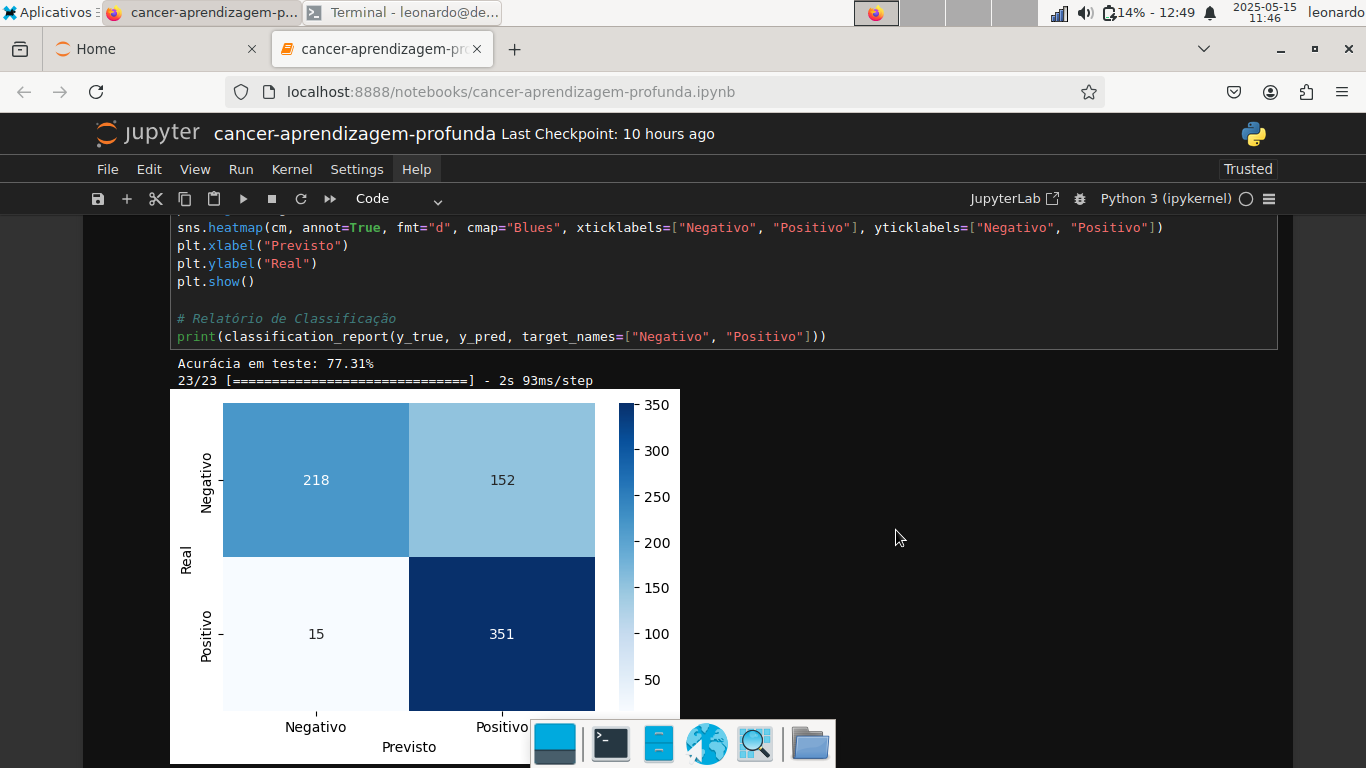 Aplicativos
cancer-aprendizagem-p...
Terminal - leonardo@de...
14% - 12:49
2025-05-15
11:46
leonardo
Home
cancer-aprendizagem-pro
localhost:8888/notebooks/cancer-aprendizagem-profunda.ipynb
jupyter cancer-aprendizagem-profunda Last Checkpoint: 10 hours ago
File Edit View Run Kernel Settings Help Trusted
Code JupyterLab Python 3 (ipykernel)
sns.heatmap(cm, annot=True, fmt="d", cmap="Blues", xticklabels=["Negativo", "Positivo"], yticklabels=["Negativo", "Positivo"])
plt.xlabel("Previsto")
plt.ylabel("Real")
plt.show()
# Relatório de Classificação
print(classification_report(y_true, y_pred, target_names=["Negativo", "Positivo"]))
Acurácia em teste: 77.31%
23/23 [==============================] - 2s 93ms/step
Real
Negativo
Positivo
218 152
15 351
Negativo Positivo
Previsto
350
300
250
200
150
100
50